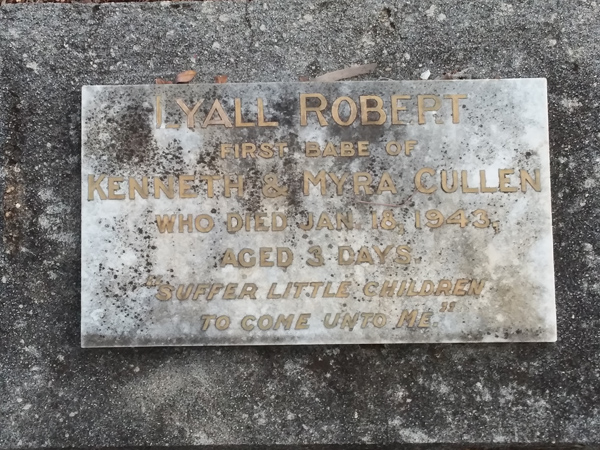 LYALL ROBERT
FIRST BABE OF
KENNETH & MYRA CULLEN
WHO DIED JAN. 18, 1943,
AGED 3 DAYS.
"SUFFER LITTLE CHILDREN
TO COME UNTO ME."